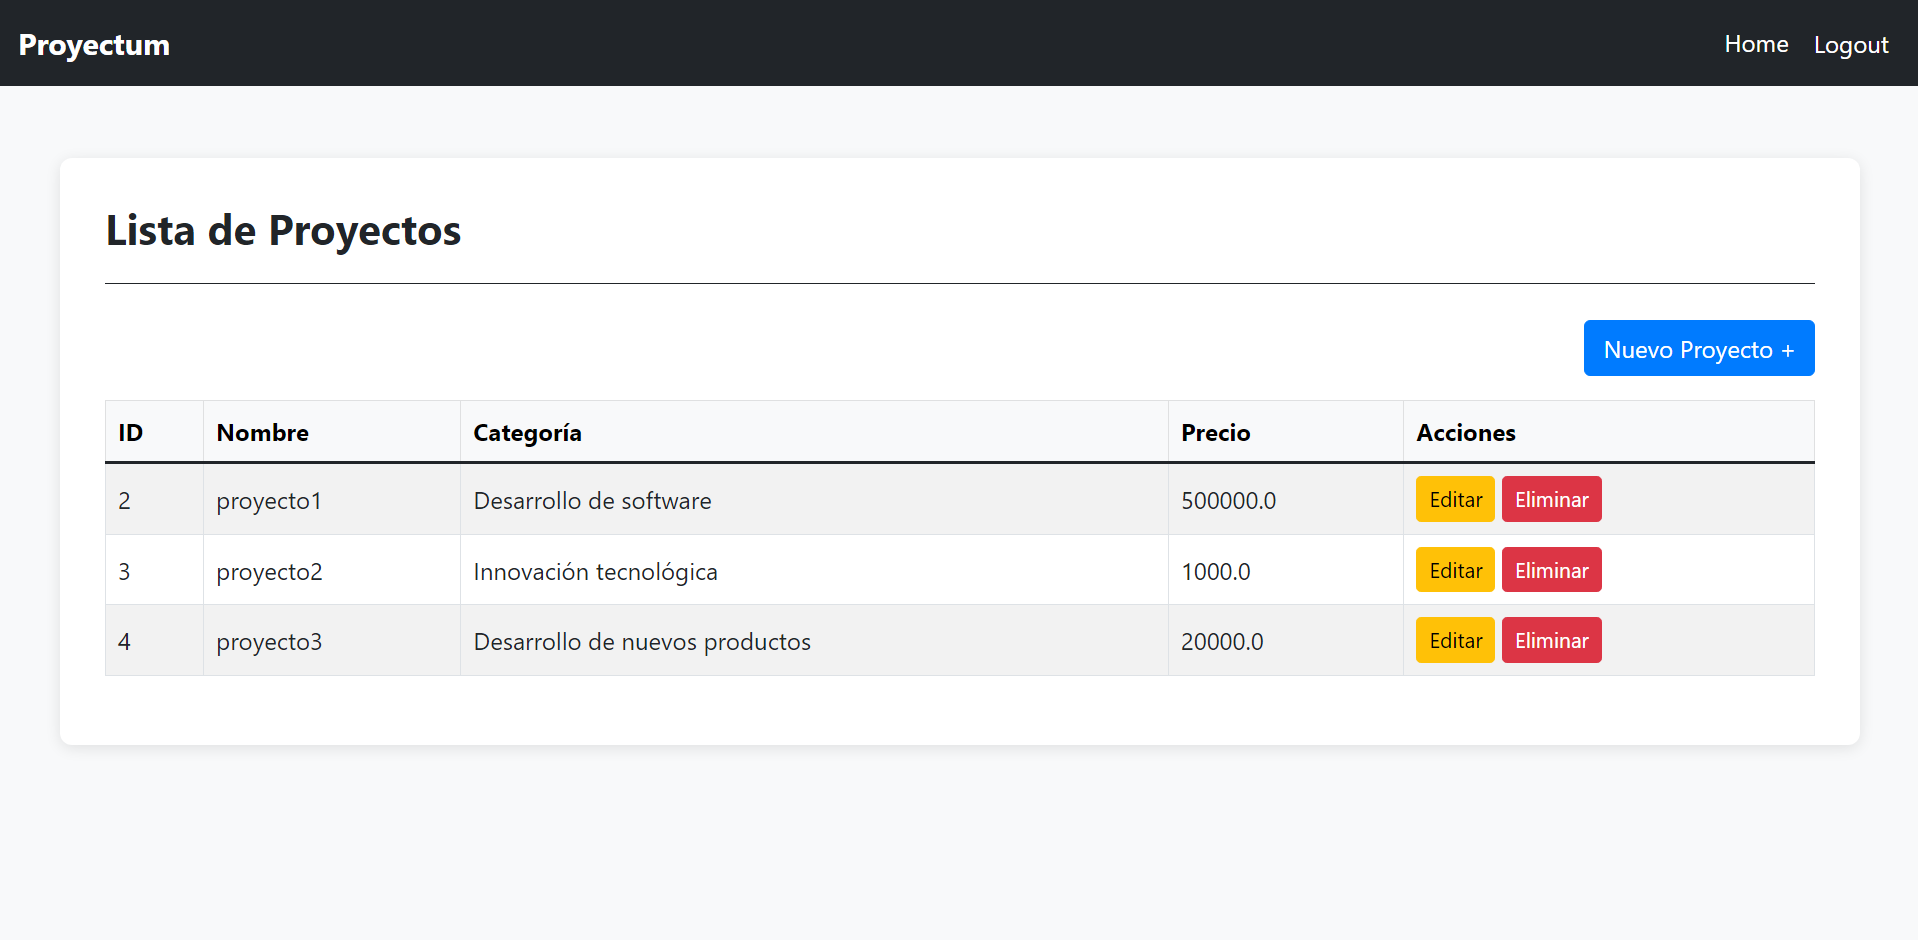 Proyectum Home Logout
Lista de Proyectos
Nuevo Proyecto +
ID Nombre Categoría Precio Acciones
2 proyecto1 Desarrollo de software 500000.0 Editar Eliminar
3 proyecto2 Innovación tecnológica 1000.0 Editar Eliminar
4 proyecto3 Desarrollo de nuevos productos 20000.0 Editar Eliminar